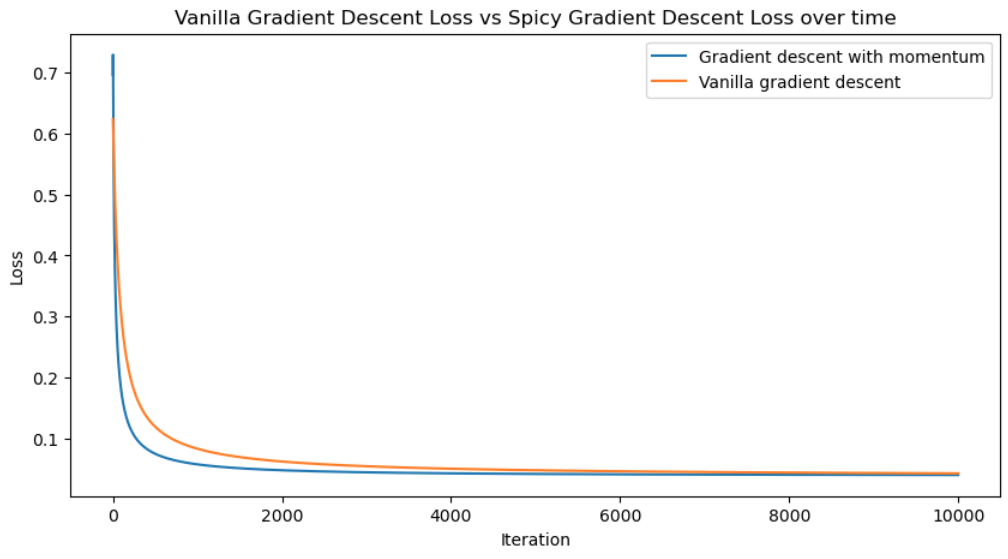 Vanilla Gradient Descent Loss vs Spicy Gradient Descent Loss over time
Gradient descent with momentum
Vanilla gradient descent
0.7
0.6
0.5
0.4
0.3
0.2
0.1
Loss
0 2000 4000 6000 8000 10000
Iteration